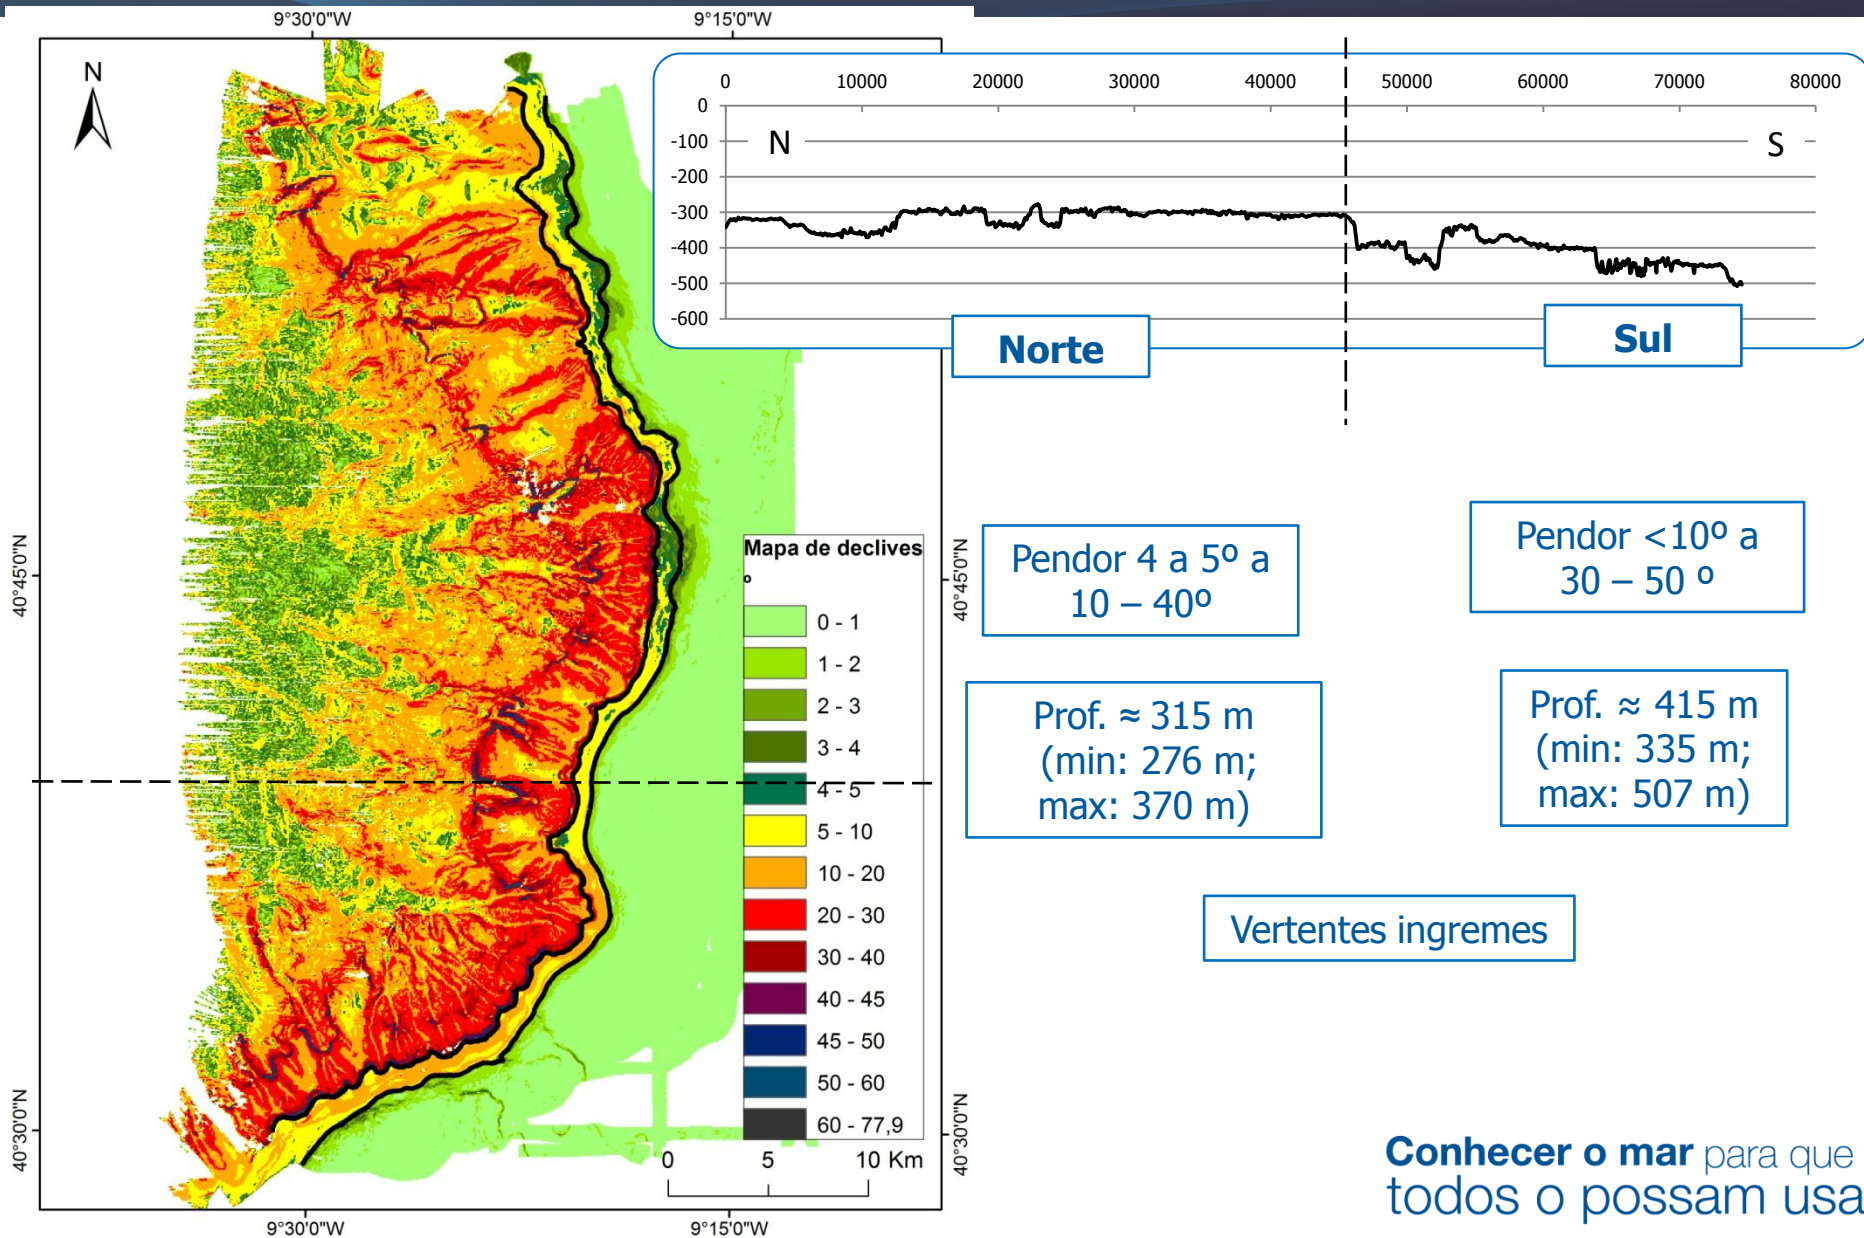 9°30'0"W
9°15'0"W
N
0 10000 20000 30000 40000 50000 60000 70000 80000
0
-100
-200
-300
-400
-500
-600
N
S
Norte
Sul
40°45'0"N
40°45'0"N
40°30'0"N
40°30'0"N
Mapa de declives
º
0 - 1
1 - 2
2 - 3
3 - 4
4 - 5
5 - 10
10 - 20
20 - 30
30 - 40
40 - 45
45 - 50
50 - 60
60 - 77,9
0 5 10 Km
9°30'0"W
9°15'0"W
Pendor 4 a 5º a
10 – 40º
Pendor <10º a
30 – 50 º
Prof. ≈ 315 m
(min: 276 m;
max: 370 m)
Prof. ≈ 415 m
(min: 335 m;
max: 507 m)
Vertentes ingremes
Conhecer o mar para que
todos o possam usa